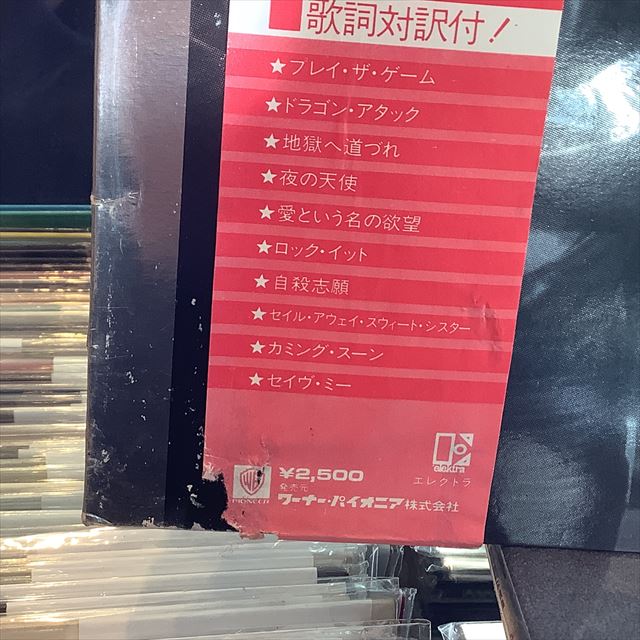 歌詞対訳付!
★プレイ・ザ・ゲーム
★ドラゴン・アタック
★地獄へ道づれ
★夜の天使
★愛という名の欲望
★ロック・イット
★自殺志願
★セイル・アウェイ・スウィート・シスター
★カミング・スーン
★セイヴ・ミー
エレクトラ
¥2,500
PIONEER
発売元
ワーナー・パイオニア株式会社